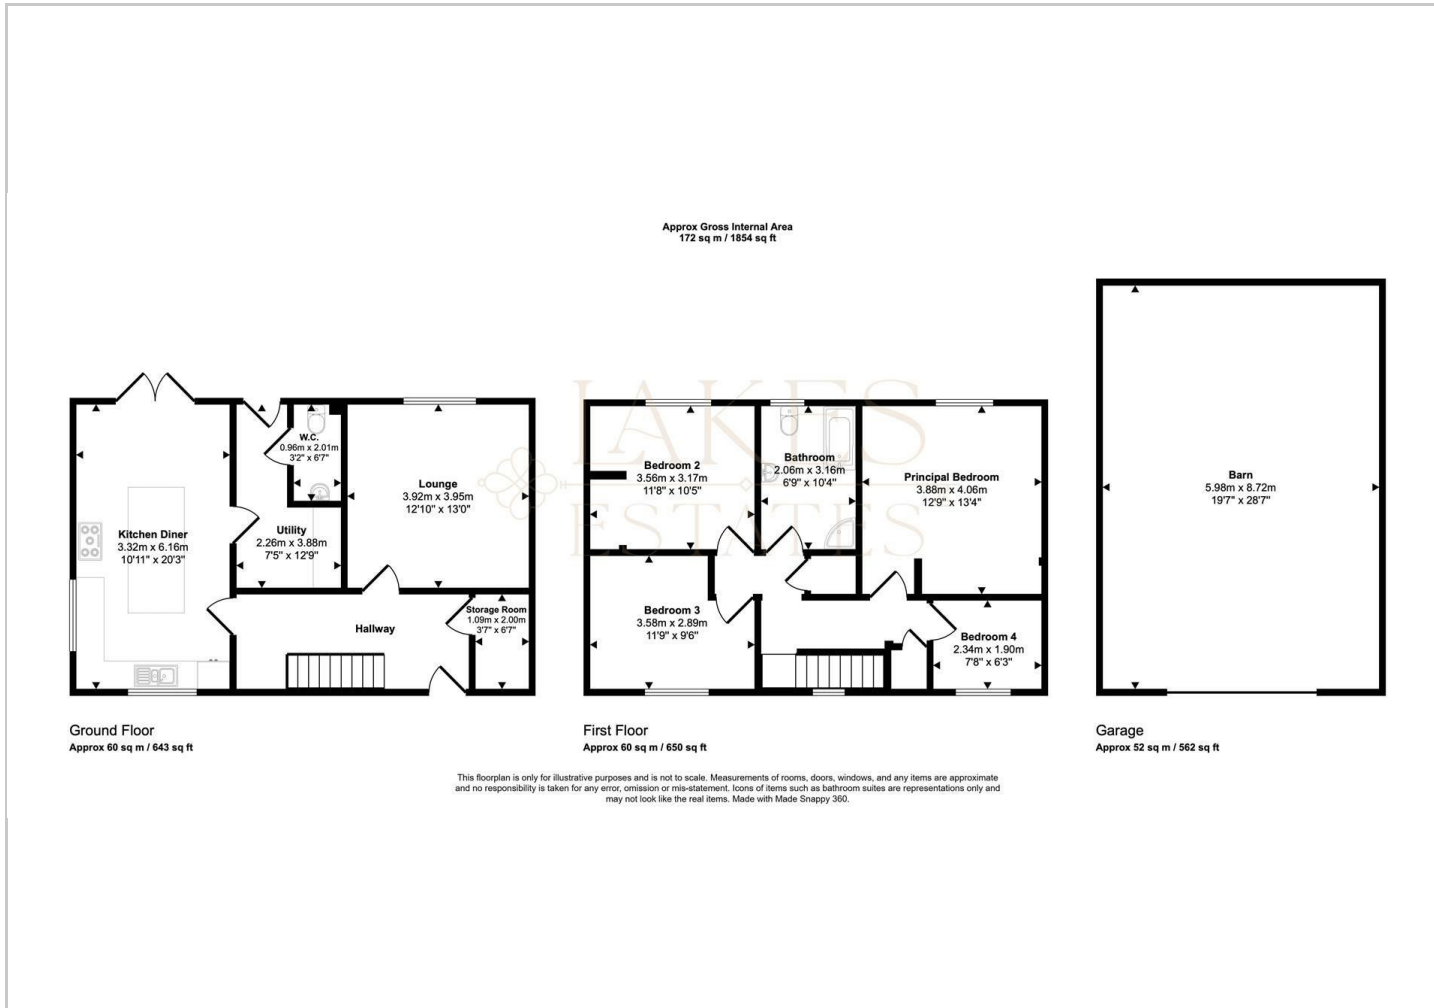 Approx Gross Internal Area
172 sq m / 1854 sq ft
LAKES
ESTATES
Kitchen Diner
3.32m x 6.16m
10'11" x 20'3"
W.C.
0.96m x 2.01m
3'2" x 6'7"
Utility
2.26m x 3.88m
7'5" x 12'9"
Lounge
3.92m x 3.95m
12'10" x 13'0"
Hallway
Storage Room
1.09m x 2.00m
3'7" x 6'7"
Ground Floor
Approx 60 sq m / 643 sq ft
Bedroom 2
3.56m x 3.17m
11'8" x 10'5"
Bathroom
2.06m x 3.16m
6'9" x 10'4"
Principal Bedroom
3.88m x 4.06m
12'9" x 13'4"
Bedroom 3
3.58m x 2.89m
11'9" x 9'6"
Bedroom 4
2.34m x 1.90m
7'8" x 6'3"
First Floor
Approx 60 sq m / 650 sq ft
Barn
5.98m x 8.72m
19'7" x 28'7"
Garage
Approx 52 sq m / 562 sq ft
This floorplan is only for illustrative purposes and is not to scale. Measurements of rooms, doors, windows, and any items are approximate
and no responsibility is taken for any error, omission or mis-statement. Icons of items such as bathroom suites are representations only and
may not look like the real items. Made with Made Snappy 360.